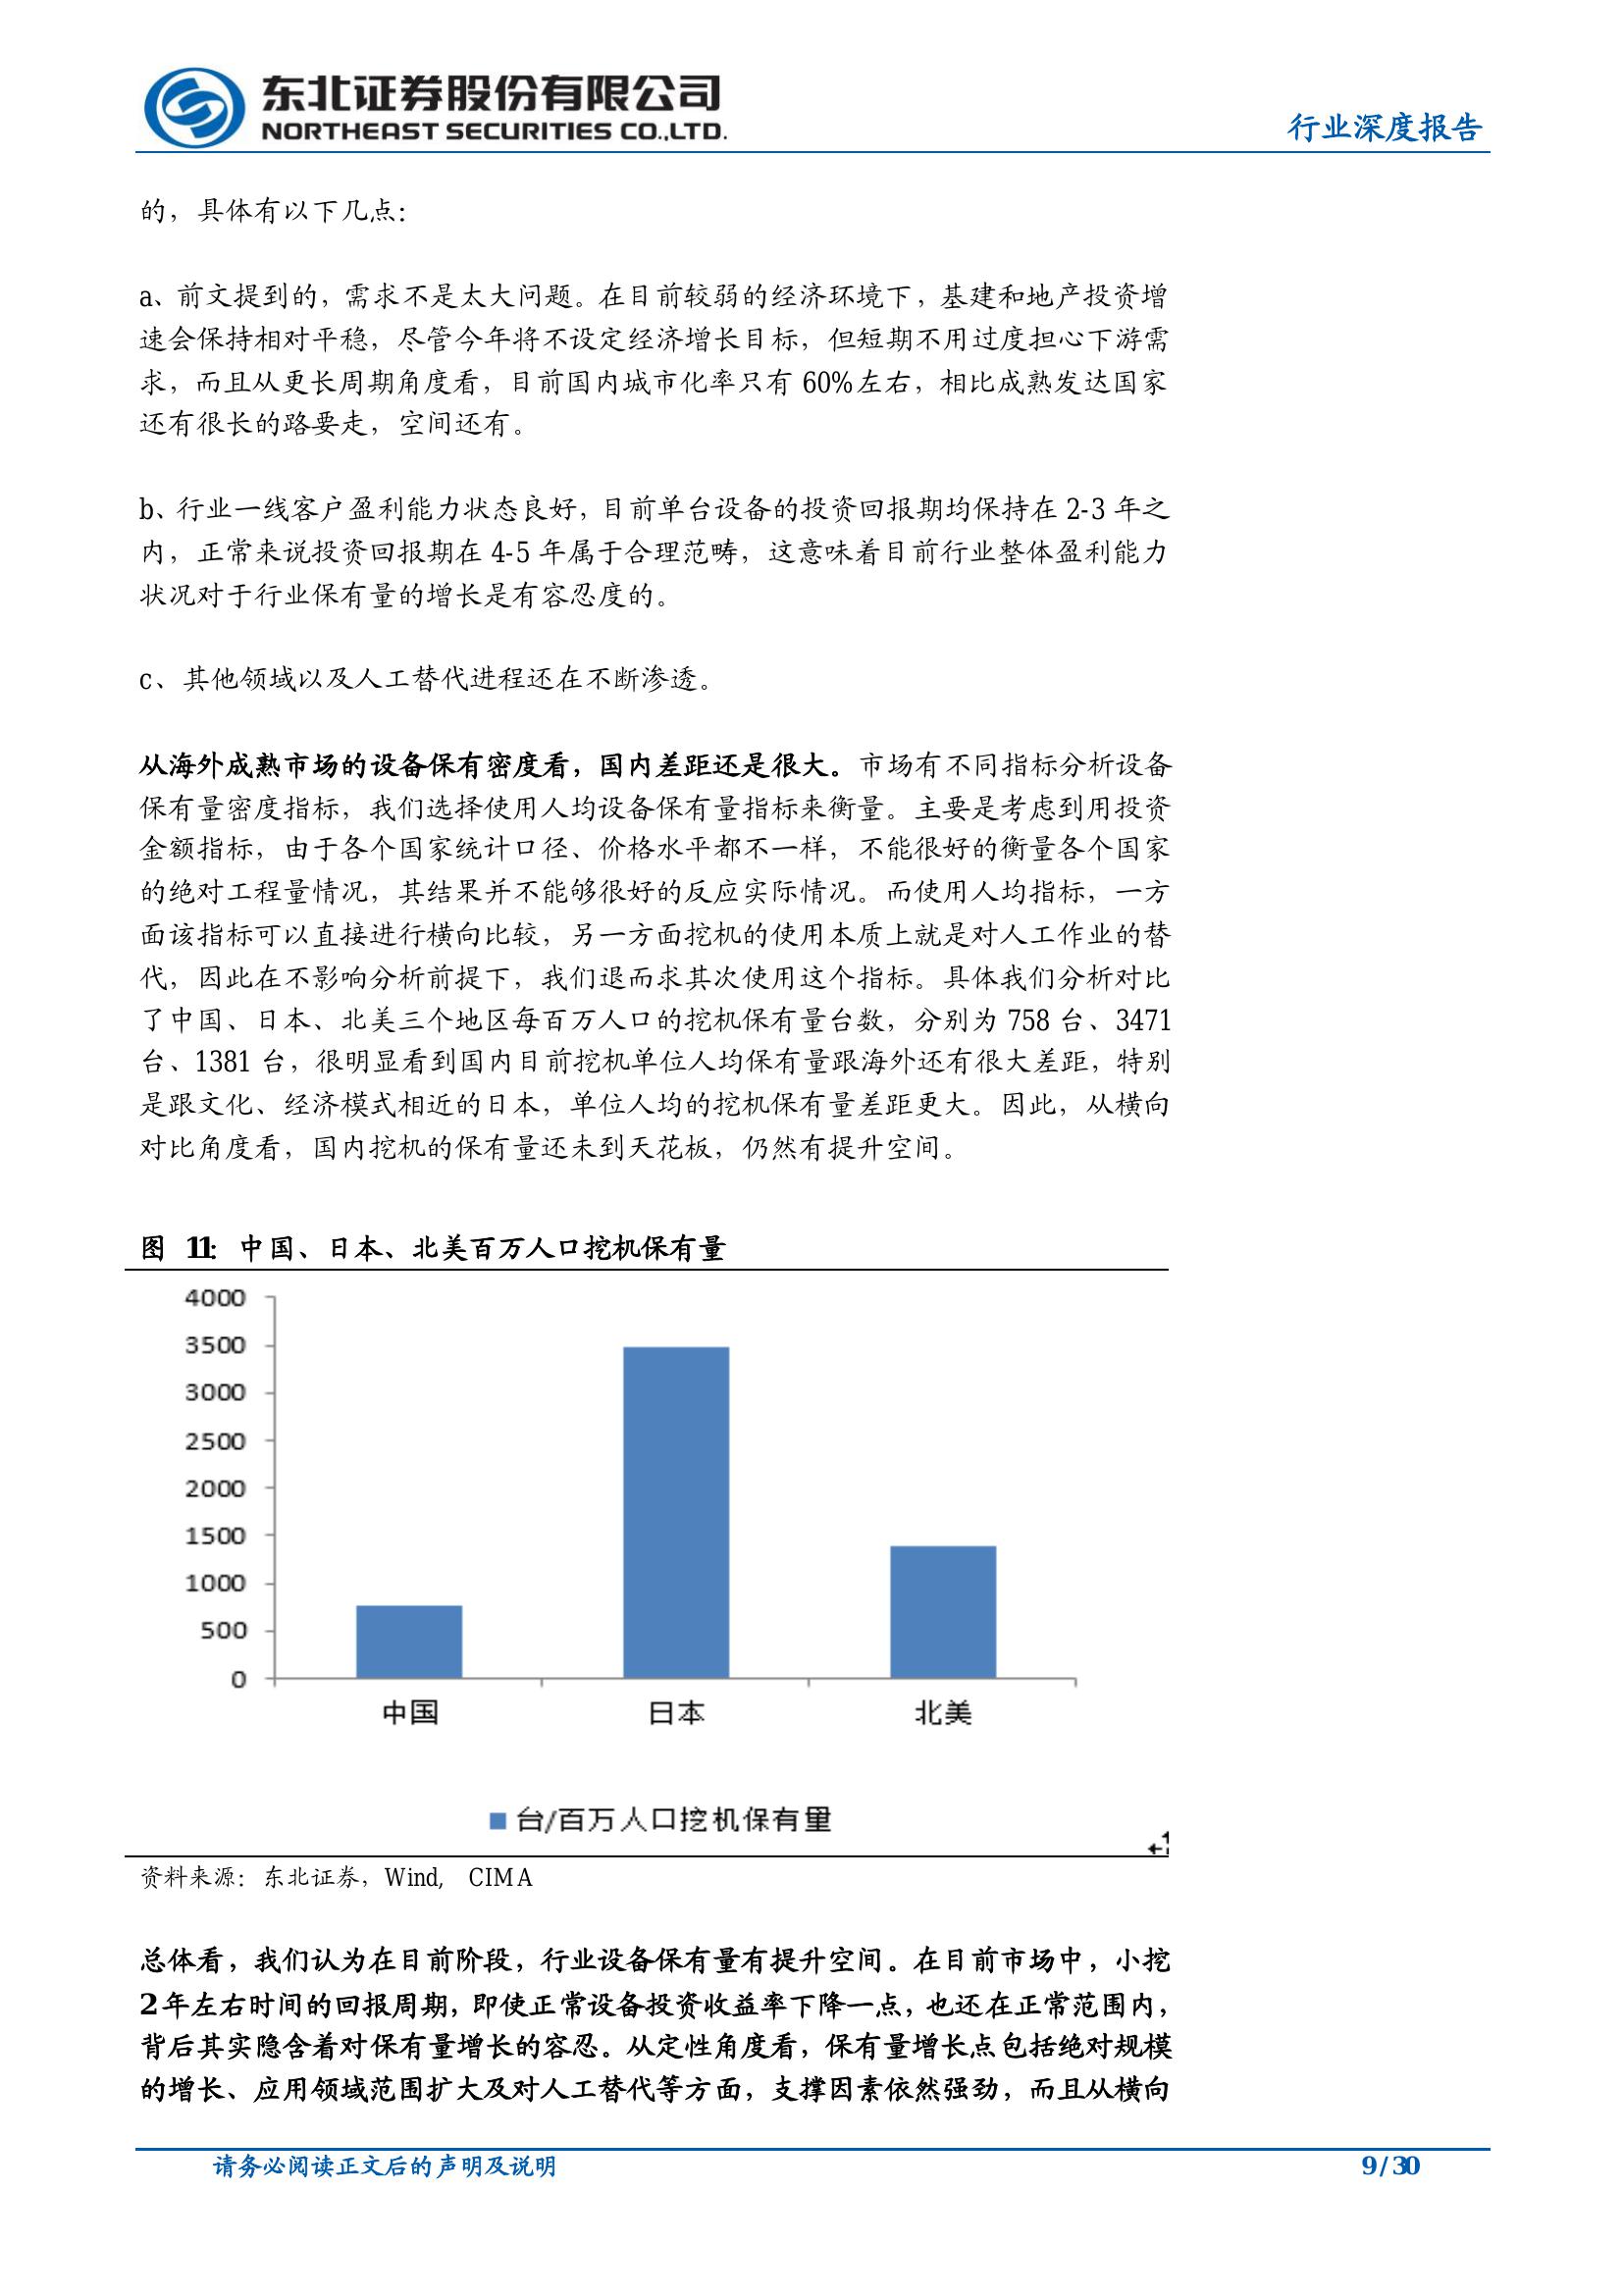 东北证券股份有限公司
NORTHEAST SECURITIES CO.,LTD.
行业深度报告
的，具体有以下几点：
a、前文提到的，需求不是太大问题。在目前较弱的经济环境下，基建和地产投资增
速会保持相对平稳，尽管今年将不设定经济增长目标，但短期不用过度担心下游需
求，而且从更长周期角度看，目前国内城市化率只有 60%左右，相比成熟发达国家
还有很长的路要走，空间还有。
b、行业一线客户盈利能力状态良好，目前单台设备的投资回报期均保持在 2-3 年之
内，正常来说投资回报期在 4-5 年属于合理范畴，这意味着目前行业整体盈利能力
状况对于行业保有量的增长是有容忍度的。
c、其他领域以及人工替代进程还在不断渗透。
从海外成熟市场的设备保有密度看，国内差距还是很大。市场有不同指标分析设备
保有量密度指标，我们选择使用人均设备保有量指标来衡量。主要是考虑到用投资
金额指标，由于各个国家统计口径、价格水平都不一样，不能很好的衡量各个国家
的绝对工程量情况，其结果并不能够很好的反应实际情况。而使用人均指标，一方
面该指标可以直接进行横向比较，另一方面挖机的使用本质上就是对人工作业的替
代，因此在不影响分析前提下，我们退而求其次使用这个指标。具体我们分析对比
了中国、日本、北美三个地区每百万人口的挖机保有量台数，分别为 758 台、3471
台、1381 台，很明显看到国内目前挖机单位人均保有量跟海外还有很大差距，特别
是跟文化、经济模式相近的日本，单位人均的挖机保有量差距更大。因此，从横向
对比角度看，国内挖机的保有量还未到天花板，仍然有提升空间。
图 11：中国、日本、北美百万人口挖机保有量
4000
3500
3000
2500
2000
1500
1000
500
0
中国 日本 北美
台/百万人口挖机保有量
资料来源：东北证券，Wind, CIMA
总体看，我们认为在目前阶段，行业设备保有量有提升空间。在目前市场中，小挖
2 年左右时间的回报周期，即使正常设备投资收益率下降一点，也还在正常范围内，
背后其实隐含着对保有量增长的容忍。从定性角度看，保有量增长点包括绝对规模
的增长、应用领域范围扩大及对人工替代等方面，支撑因素依然强劲，而且从横向
请务必阅读正文后的声明及说明
9 / 30